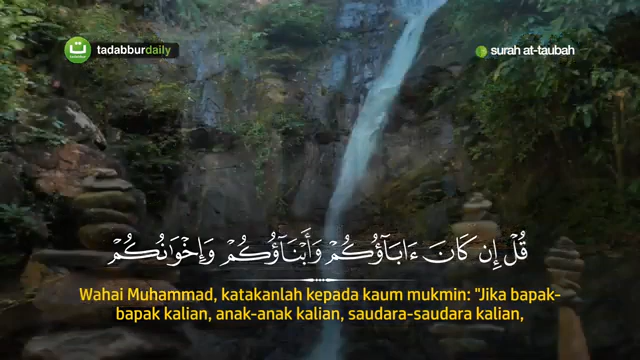 ت
tadabbur
tadabburdaily
surah at-taubah
قُلْ إِن كَانَ ءَابَآؤُكُمْ وَأَبْنَآؤُكُمْ وَإِخْوَٰنُكُمْ
Wahai Muhammad, katakanlah kepada kaum mukmin: "Jika bapak-
bapak kalian, anak-anak kalian, saudara-saudara kalian,